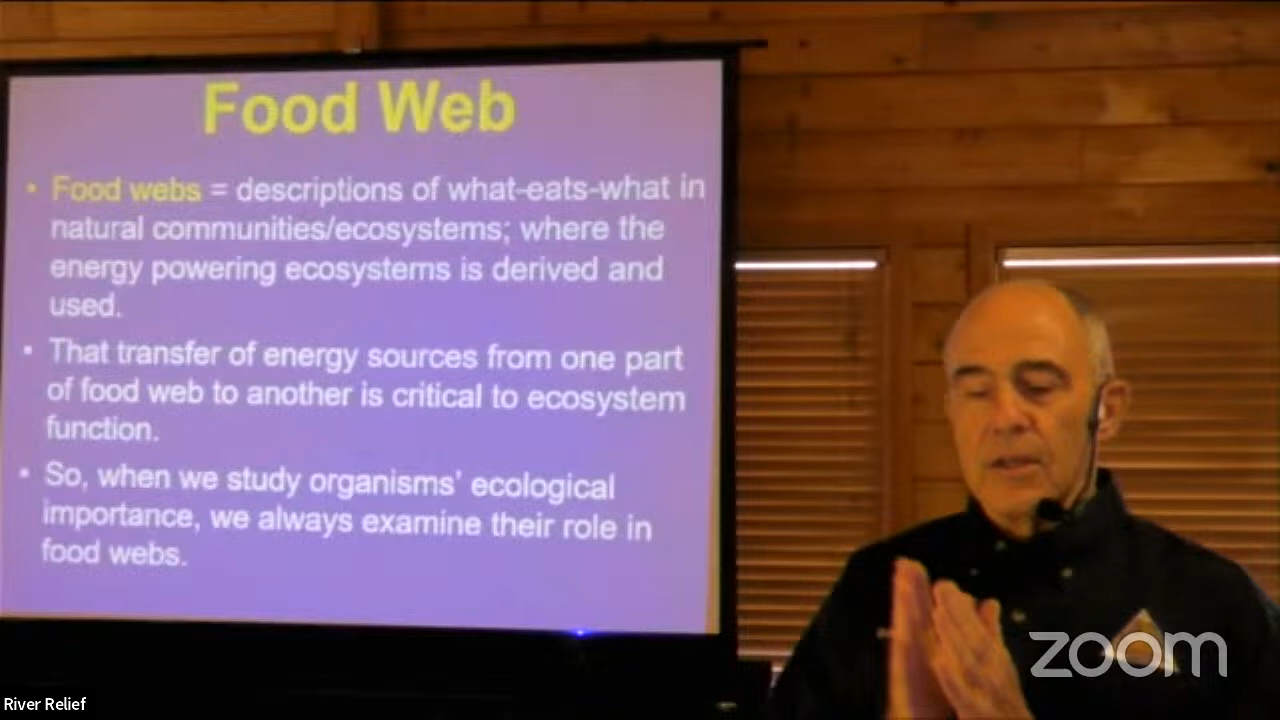 Food Web
• Food webs = descriptions of what-eats-what in
natural communities/ecosystems; where the
energy powering ecosystems is derived and
used.
• That transfer of energy sources from one part
of food web to another is critical to ecosystem
function.
• So, when we study organisms' ecological
importance, we always examine their role in
food webs.
zoom
River Relief